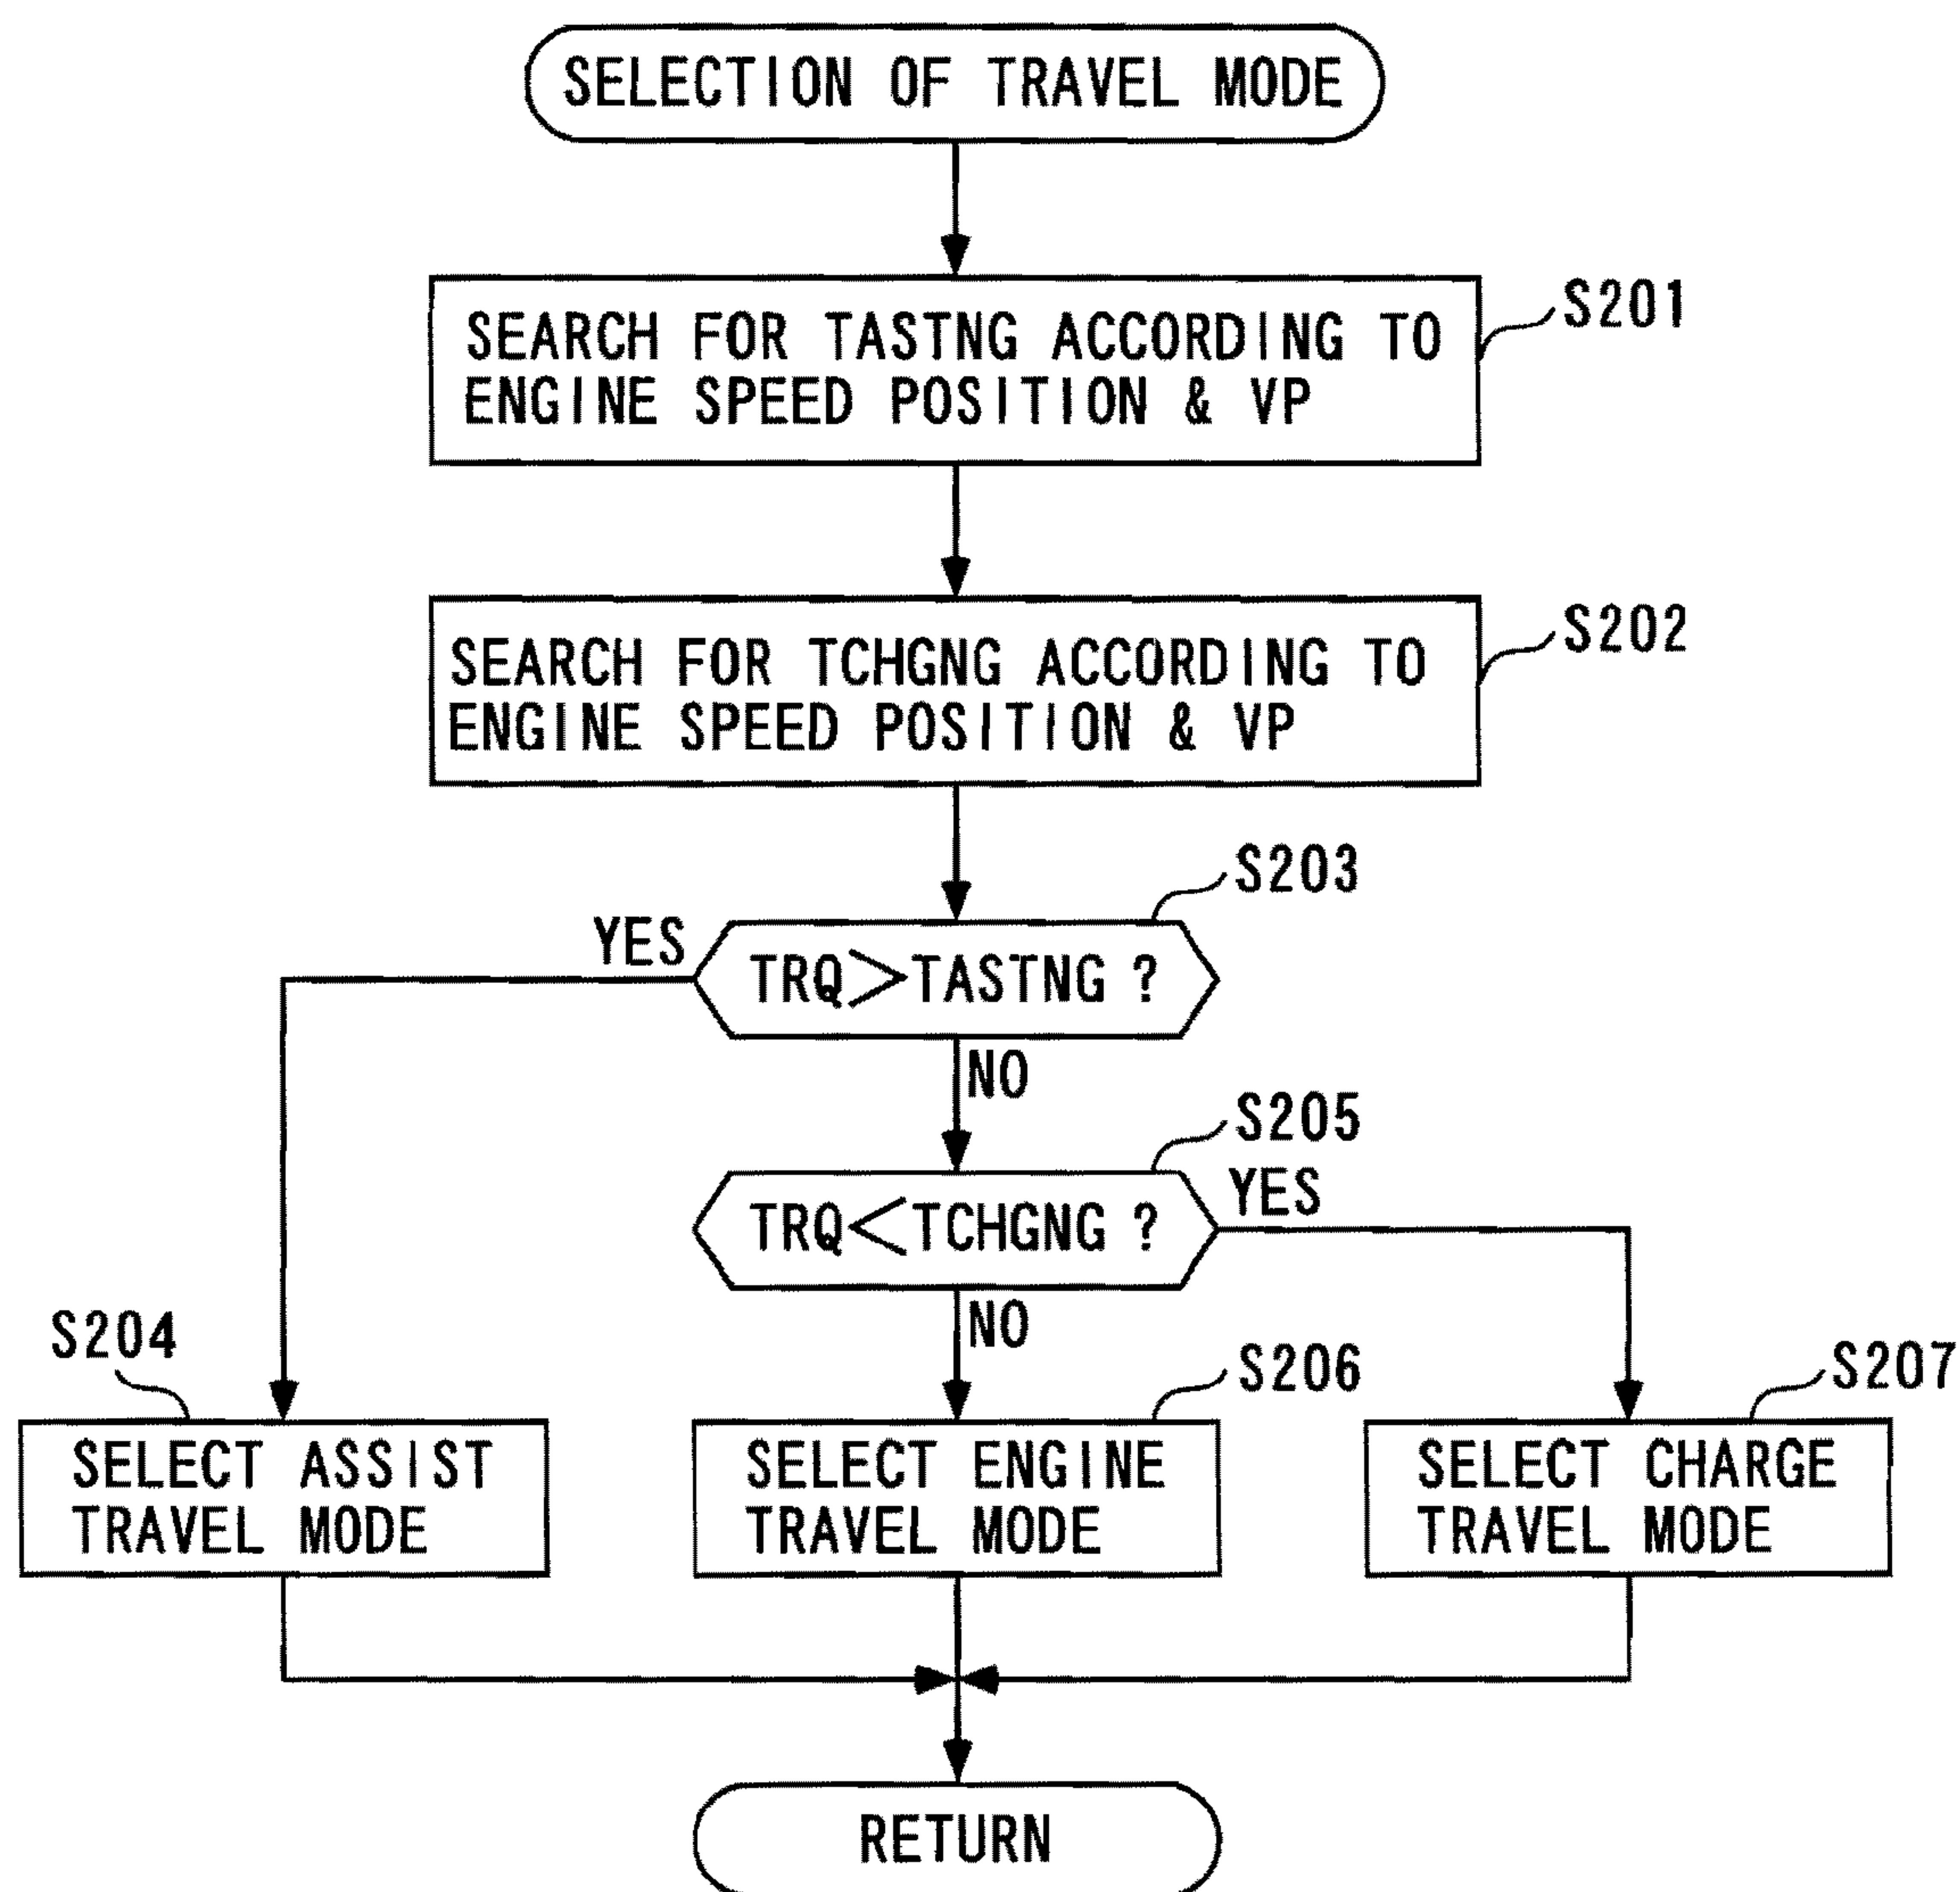 SELECTION OF TRAVEL MODE
S201
SEARCH FOR TASTNG ACCORDING TO
ENGINE SPEED POSITION & VP
S202
SEARCH FOR TCHGNG ACCORDING TO
ENGINE SPEED POSITION & VP
S203
YES
TRQ>TASTNG ?
NO
S205
YES
TRQ<TCHGNG ?
NO
S204
S206
S207
SELECT ASSIST
TRAVEL MODE
SELECT ENGINE
TRAVEL MODE
SELECT CHARGE
TRAVEL MODE
RETURN